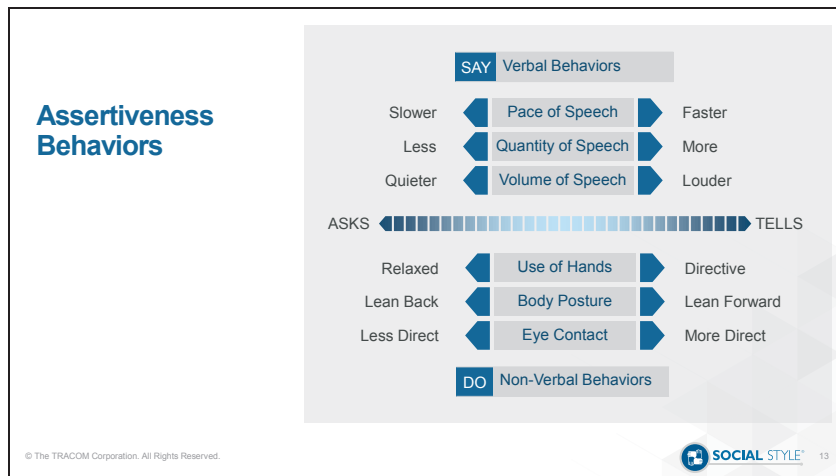 Assertiveness
Behaviors
SAY Verbal Behaviors
Slower Pace of Speech Faster
Less Quantity of Speech More
Quieter Volume of Speech Louder
ASKS TELLS
Relaxed Use of Hands Directive
Lean Back Body Posture Lean Forward
Less Direct Eye Contact More Direct
DO Non-Verbal Behaviors
© The TRACOM Corporation. All Rights Reserved. SOCIAL STYLE® 13